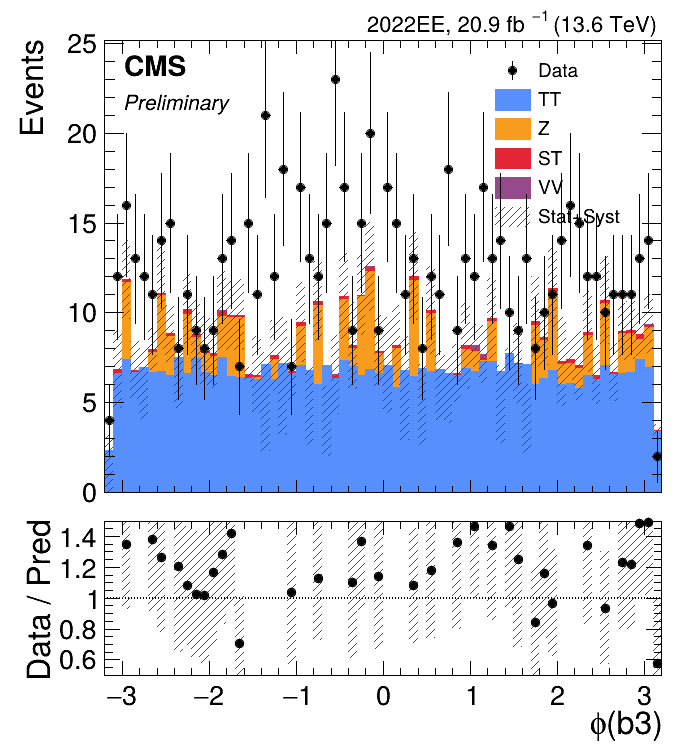 2022EE, 20.9 fb⁻¹ (13.6 TeV)
Events
25
20
15
10
5
0
CMS
Preliminary
Data
TT
Z
ST
VV
Stat+Syst
Data / Pred
1.4
1.2
1
0.8
0.6
−3 −2 −1 0 1 2 3
ϕ(b3)